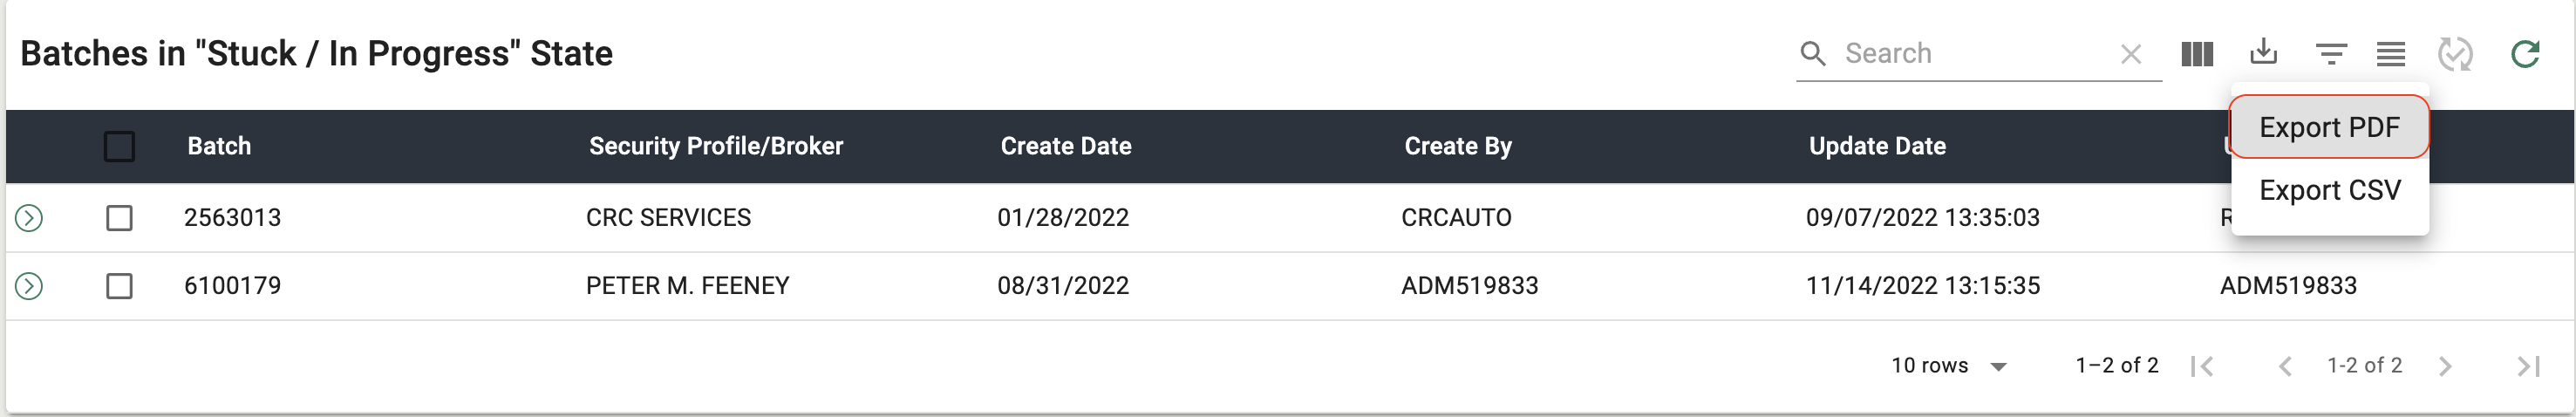 Batches in "Stuck / In Progress" State
Search
Export PDF
Export CSV
Batch Security Profile/Broker Create Date Create By Update Date
2563013 CRC SERVICES 01/28/2022 CRCAUTO 09/07/2022 13:35:03
6100179 PETER M. FEENEY 08/31/2022 ADM519833 11/14/2022 13:15:35 ADM519833
10 rows 1–2 of 2 1-2 of 2